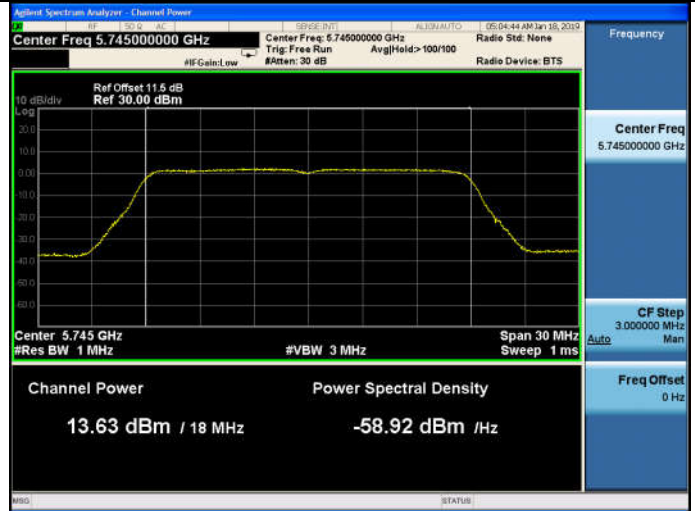 Agilent Spectrum Analyzer - Channel Power
RF 50 Ω AC SENSE:INT ALIGN AUTO 05:04:44 AM Jan 18, 2019
Center Freq 5.745000000 GHz
Center Freq: 5.745000000 GHz
Radio Std: None
Trig: Free Run Avg|Hold:> 100/100
#IFGain:Low
#Atten: 30 dB
Radio Device: BTS
Frequency
Ref Offset 11.5 dB
10 dB/div Ref 30.00 dBm
Log
20.0
10.0
0.00
-10.0
-20.0
-30.0
-40.0
-50.0
-60.0
Center 5.745 GHz
Span 30 MHz
#Res BW 1 MHz
#VBW 3 MHz
Sweep 1 ms
Channel Power
Power Spectral Density
13.63 dBm / 18 MHz
-58.92 dBm /Hz
Center Freq
5.745000000 GHz
CF Step
3.000000 MHz
Auto Man
Freq Offset
0 Hz
MSG
STATUS